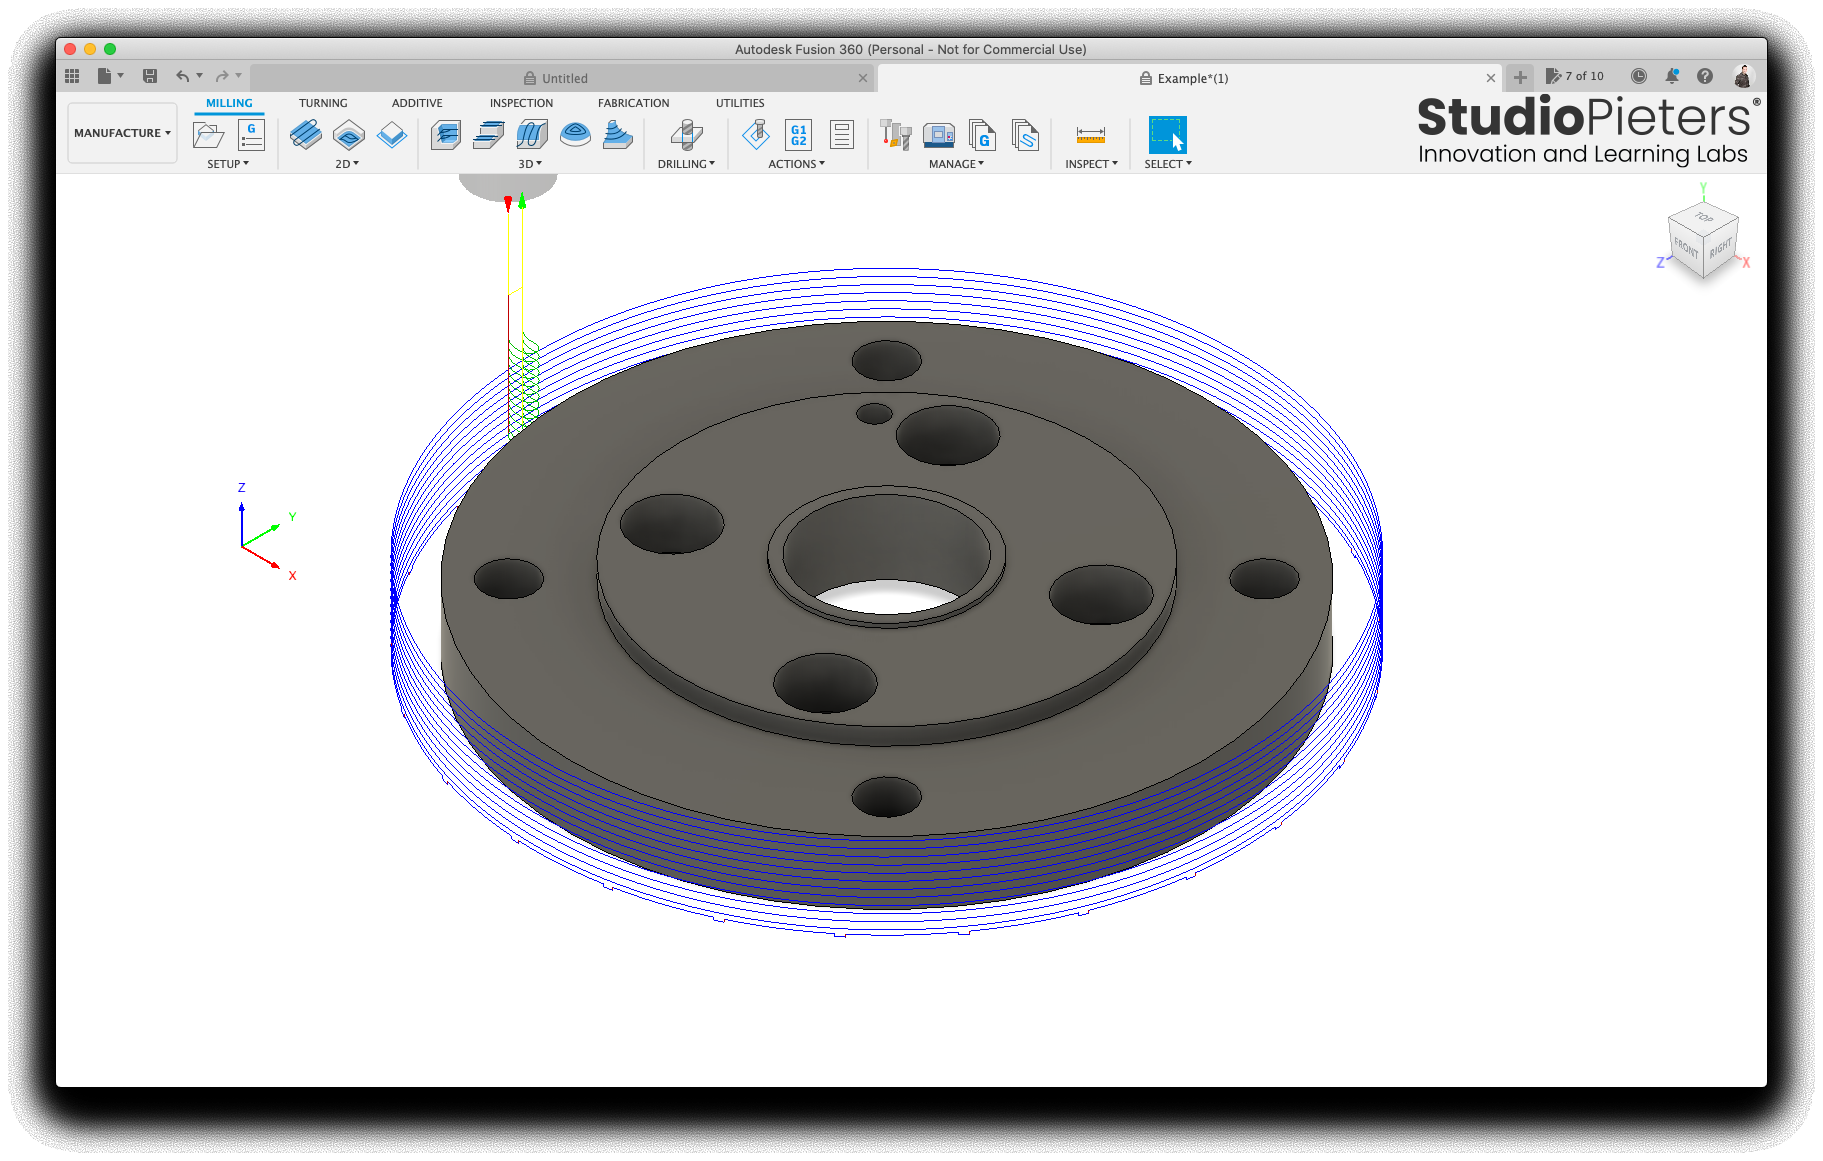 Autodesk Fusion 360 (Personal - Not for Commercial Use)
Untitled
Example*(1)
7 of 10
MILLING TURNING ADDITIVE INSPECTION FABRICATION UTILITIES
MANUFACTURE
G
G1
G2
G
SETUP 2D 3D DRILLING ACTIONS MANAGE INSPECT SELECT
StudioPieters®
Innovation and Learning Labs
Y
TOP
FRONT
RIGHT
Z
X
Z
Y
X